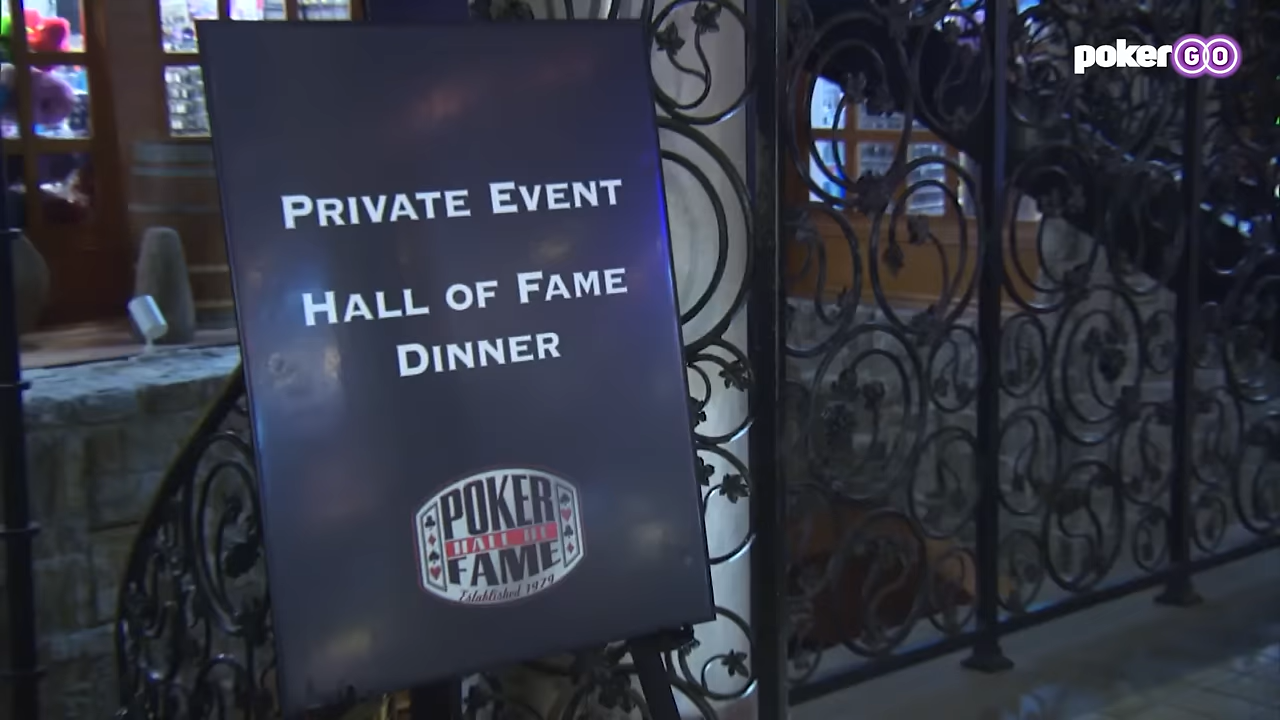 pokerGO
Private Event
Hall of Fame
Dinner
POKER
HALL OF
FAME
Established 1979